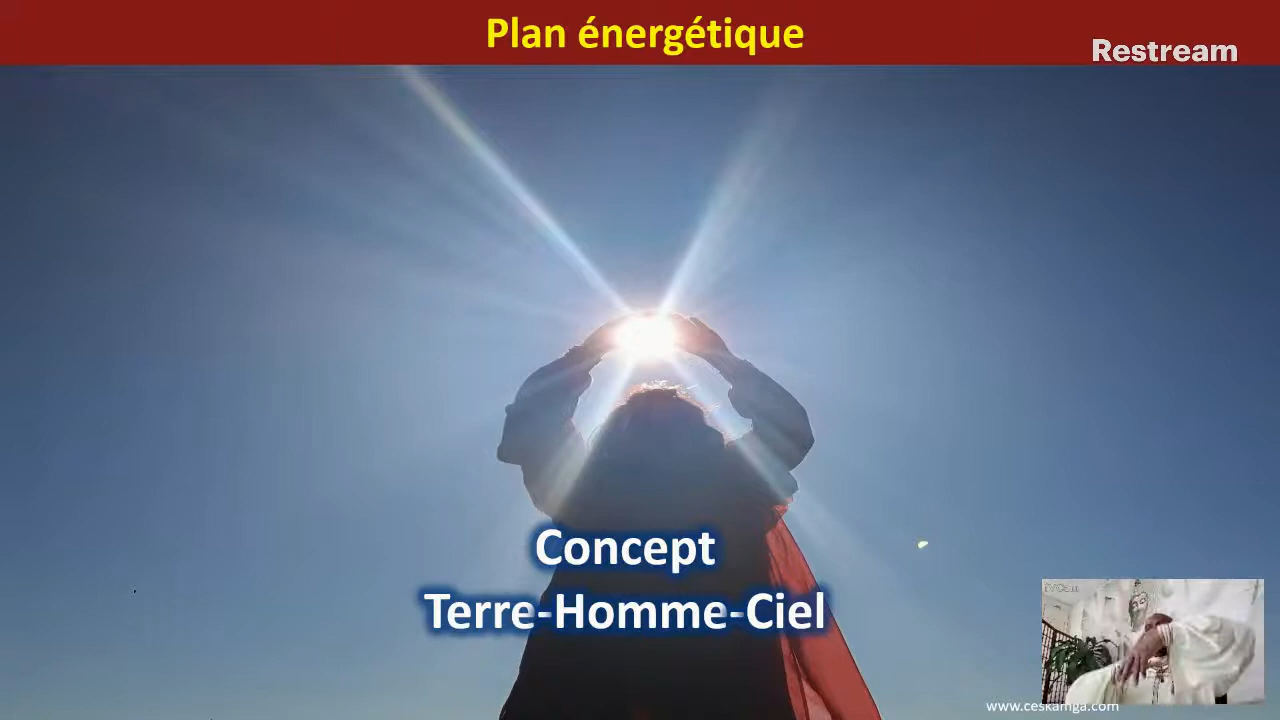 Plan énergétique
Restream
Concept
Terre-Homme-Ciel
www.ceskamga.com